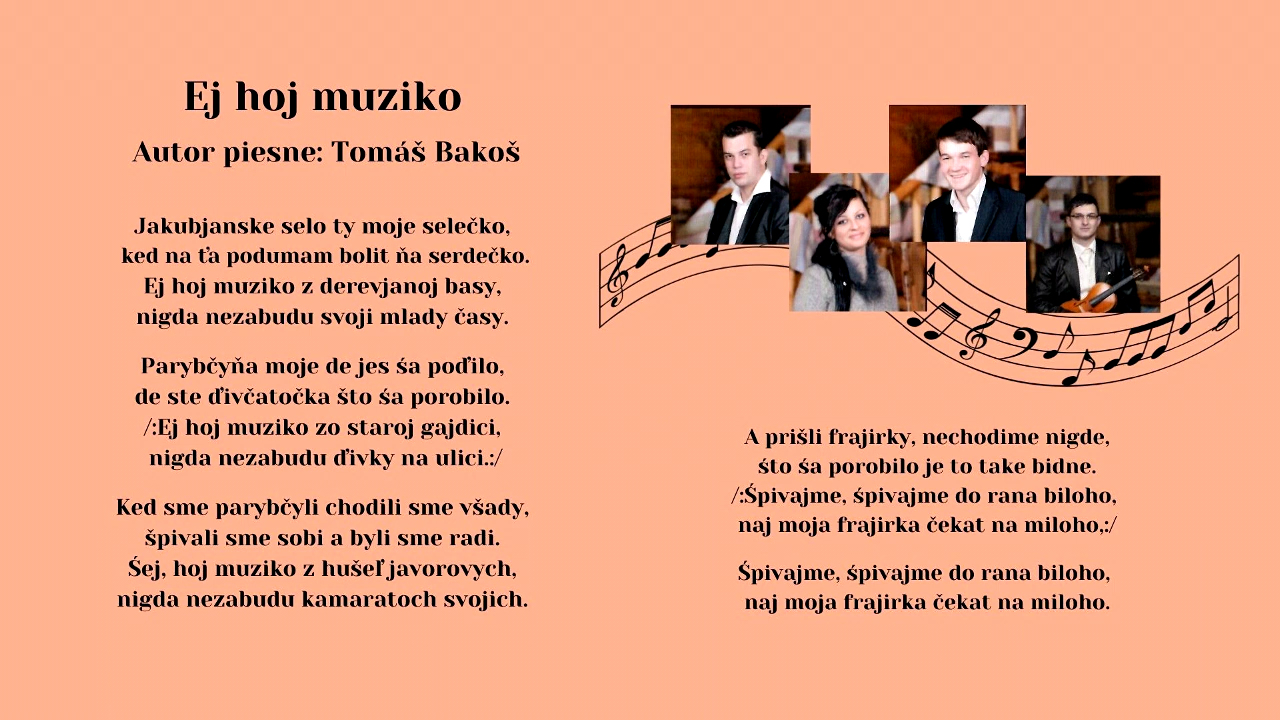 Ej hoj muziko
Autor piesne: Tomáš Bakoš
Jakubjanske selo ty moje selečko,
ked na ťa podumam bolit ňa serdečko.
Ej hoj muziko z derevjanoj basy,
nigda nezabudu svoji mlady časy.
Parybčyňa moje de jes śa poďilo,
de ste ďivčatočka što śa porobilo.
/:Ej hoj muziko zo staroj gajdici,
nigda nezabudu ďivky na ulici.:/
Ked sme parybčyli chodili sme všady,
špivali sme sobi a byli sme radi.
Śej, hoj muziko z hušeľ javorovych,
nigda nezabudu kamaratoch svojich.
A prišli frajirky, nechodime nigde,
śto śa porobilo je to take bidne.
/:Śpivajme, śpivajme do rana biloho,
naj moja frajirka čekat na miloho,:/
Śpivajme, śpivajme do rana biloho,
naj moja frajirka čekat na miloho.